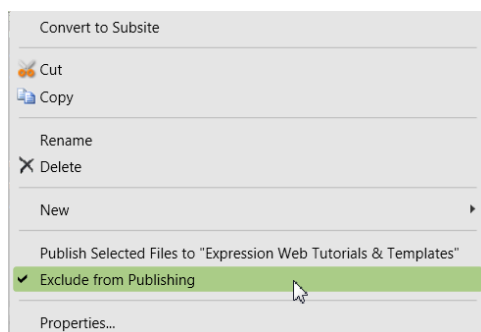 Convert to Subsite
Cut
Copy
Rename
Delete
New
Publish Selected Files to "Expression Web Tutorials & Templates"
Exclude from Publishing
Properties...